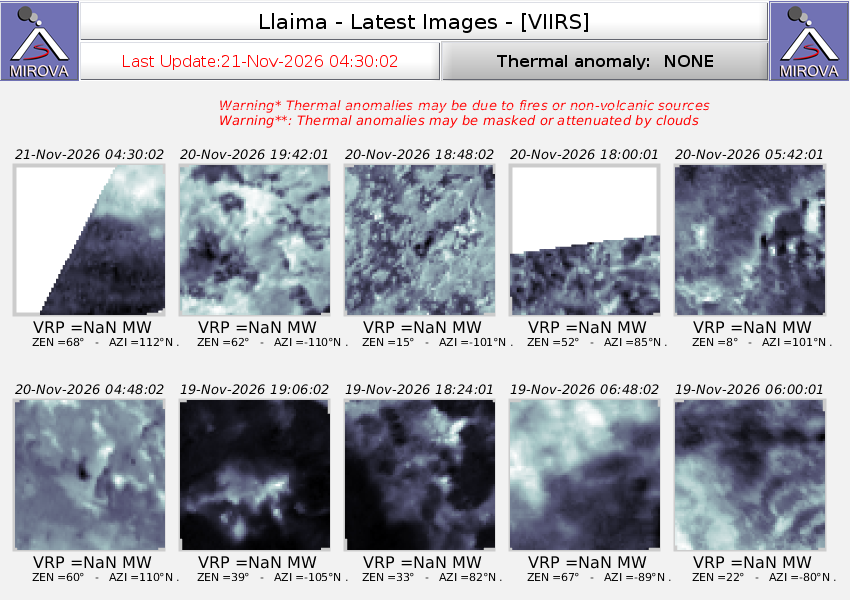 Llaima - Latest Images - [VIIRS]
MIROVA
Last Update:21-Nov-2026 04:30:02
Thermal anomaly:  NONE
MIROVA
Warning* Thermal anomalies may be due to fires or non-volcanic sources
Warning**: Thermal anomalies may be masked or attenuated by clouds
21-Nov-2026 04:30:02
20-Nov-2026 19:42:01
20-Nov-2026 18:48:02
20-Nov-2026 18:00:01
20-Nov-2026 05:42:01
VRP =NaN MW
VRP =NaN MW
VRP =NaN MW
VRP =NaN MW
VRP =NaN MW
ZEN =68°  -  AZI =112°N .
ZEN =62°  -  AZI =-110°N .
ZEN =15°  -  AZI =-101°N .
ZEN =52°  -  AZI =85°N .
ZEN =8°  -  AZI =101°N .
20-Nov-2026 04:48:02
19-Nov-2026 19:06:02
19-Nov-2026 18:24:01
19-Nov-2026 06:48:02
19-Nov-2026 06:00:01
VRP =NaN MW
VRP =NaN MW
VRP =NaN MW
VRP =NaN MW
VRP =NaN MW
ZEN =60°  -  AZI =110°N .
ZEN =39°  -  AZI =-105°N .
ZEN =33°  -  AZI =82°N .
ZEN =67°  -  AZI =-89°N .
ZEN =22°  -  AZI =-80°N .